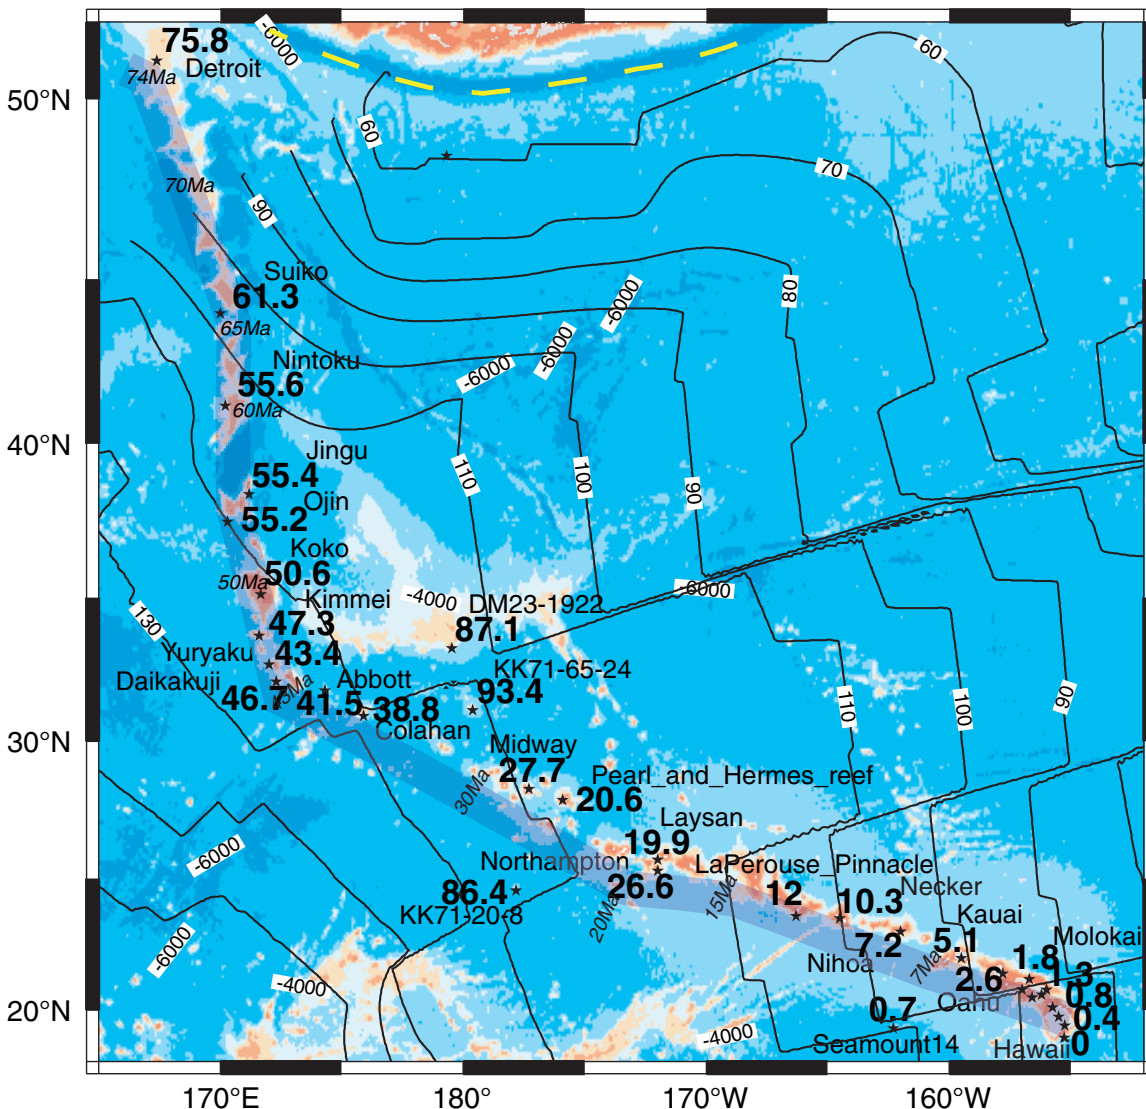 75.8
Detroit
-6000
60
74Ma
50°N
60
70
70Ma
90
Suiko
61.3
65Ma
-6000
80
Nintoku
55.6
60Ma
-6000
-6000
40°N
Jingu
55.4
Ojin
55.2
110
100
90
Koko
50.6
50Ma
Kimmei
-4000
DM23-1922
-6000
130
47.3
87.1
Yuryaku
43.4
KK71-65-24
Daikakuji
46.7
Abbott
41.5
38.8
93.4
Colahan
110
100
90
30°N
Midway
27.7
30Ma
Pearl_and_Hermes_reef
20.6
Laysan
19.9
-6000
Northampton
26.6
LaPerouse_Pinnacle
86.4
KK71-20-8
20Ma
15Ma
12
10.3
Necker
Kauai
-6000
7.2
5.1
Molokai
Nihoa
7Ma
1.8
-4000
2.6
1.3
Oahu
0.8
20°N
0.7
0.4
-4000
Seamount14
Hawaii
0
170°E
180°
170°W
160°W